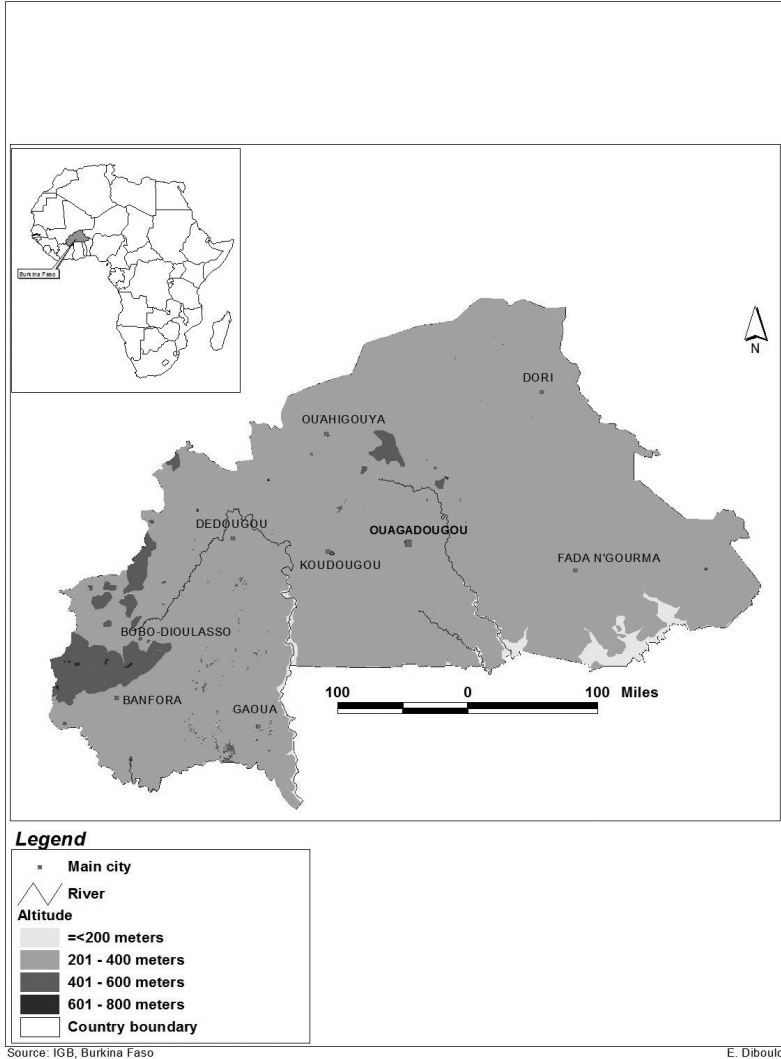 Burkina Faso
N
DORI
OUAHIGOUYA
DEDOUGOU
OUAGADOUGOU
KOUDOUGOU
FADA N'GOURMA
BOBO-DIOULASSO
BANFORA
GAOUA
100 0 100 Miles
Legend
Main city
River
Altitude
=<200 meters
201 - 400 meters
401 - 600 meters
601 - 800 meters
Country boundary
Source: IGB, Burkina Faso
E. Diboulo